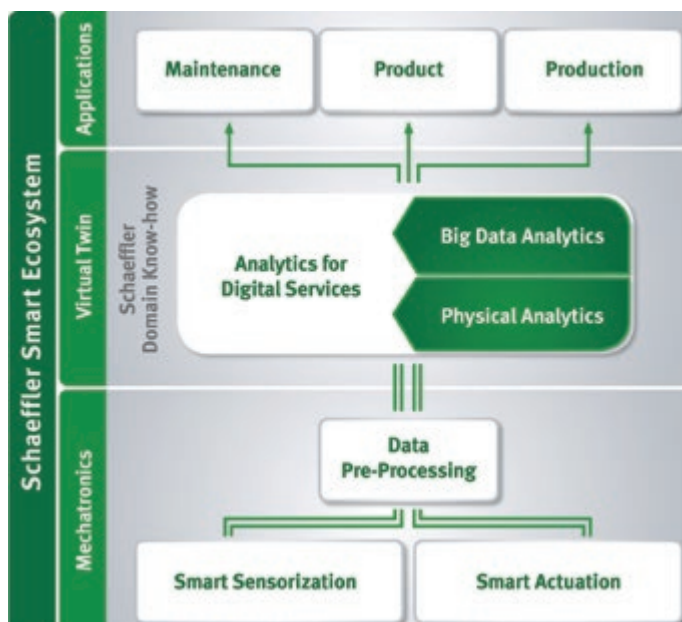 Schaeffler Smart Ecosystem
Applications
Maintenance
Product
Production
Virtual Twin
Schaeffler
Domain Know-how
Analytics for
Digital Services
Big Data Analytics
Physical Analytics
Mechatronics
Data
Pre-Processing
Smart Sensorization
Smart Actuation